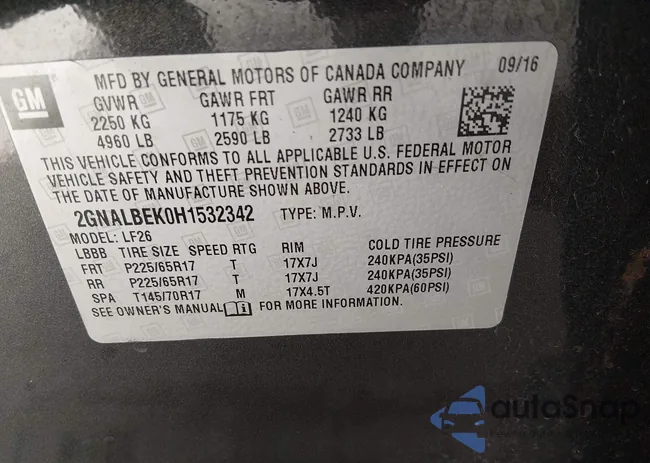 GM
MFD BY GENERAL MOTORS OF CANADA COMPANY 09/16
GVWR GAWR FRT GAWR RR
2250 KG 1175 KG 1240 KG
4960 LB 2590 LB 2733 LB
THIS VEHICLE CONFORMS TO ALL APPLICABLE U.S. FEDERAL MOTOR
VEHICLE SAFETY AND THEFT PREVENTION STANDARDS IN EFFECT ON
THE DATE OF MANUFACTURE SHOWN ABOVE.
2GNALBEK0H1532342 TYPE: M.P.V.
MODEL: LF26
LBBB TIRE SIZE SPEED RTG RIM COLD TIRE PRESSURE
FRT P225/65R17 T 17X7J 240KPA(35PSI)
RR P225/65R17 T 17X7J 240KPA(35PSI)
SPA T145/70R17 M 17X4.5T 420KPA(60PSI)
SEE OWNER'S MANUAL FOR MORE INFORMATION.
autoSnap